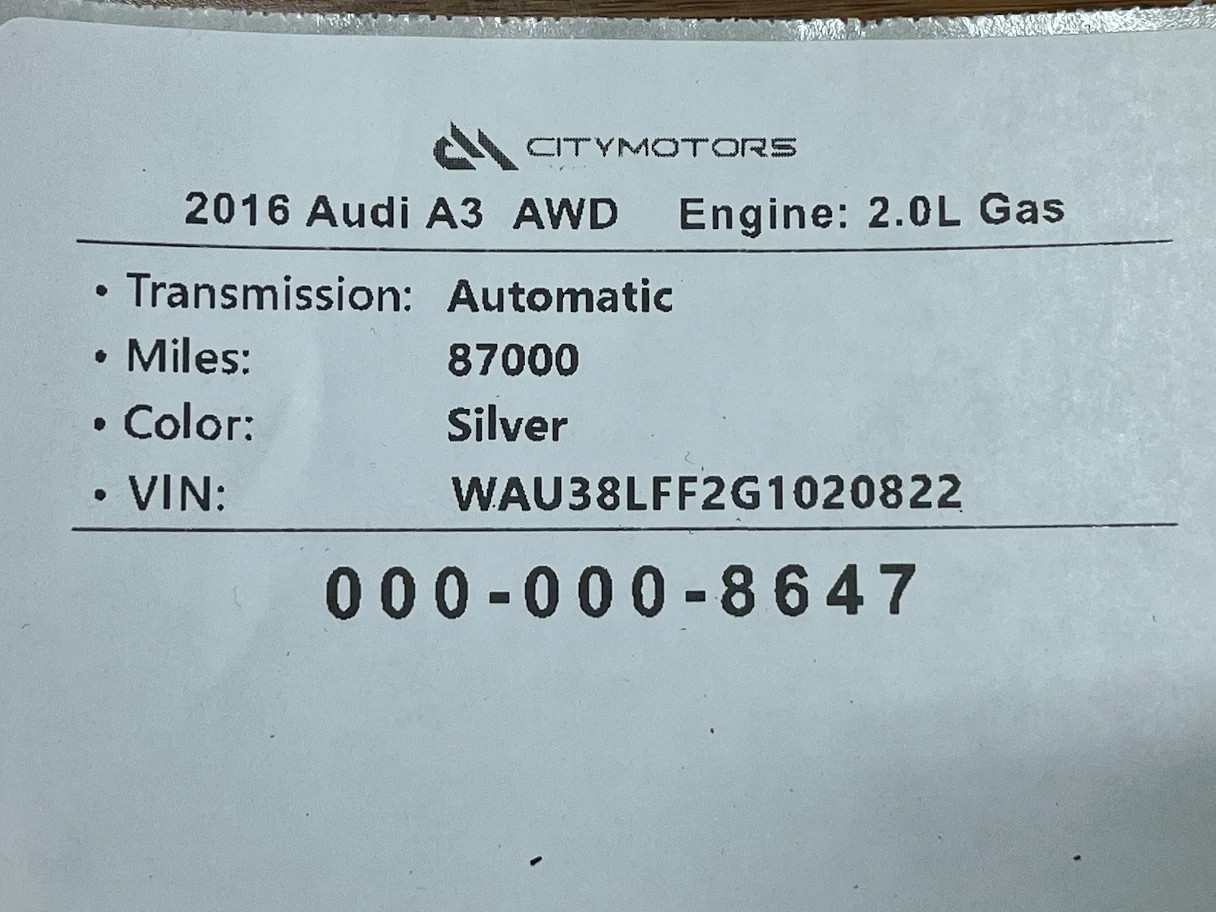 CITYMOTORS
2016 Audi A3 AWD Engine: 2.0L Gas
• Transmission: Automatic
• Miles: 87000
• Color: Silver
• VIN: WAU38LFF2G1020822
000-000-8647